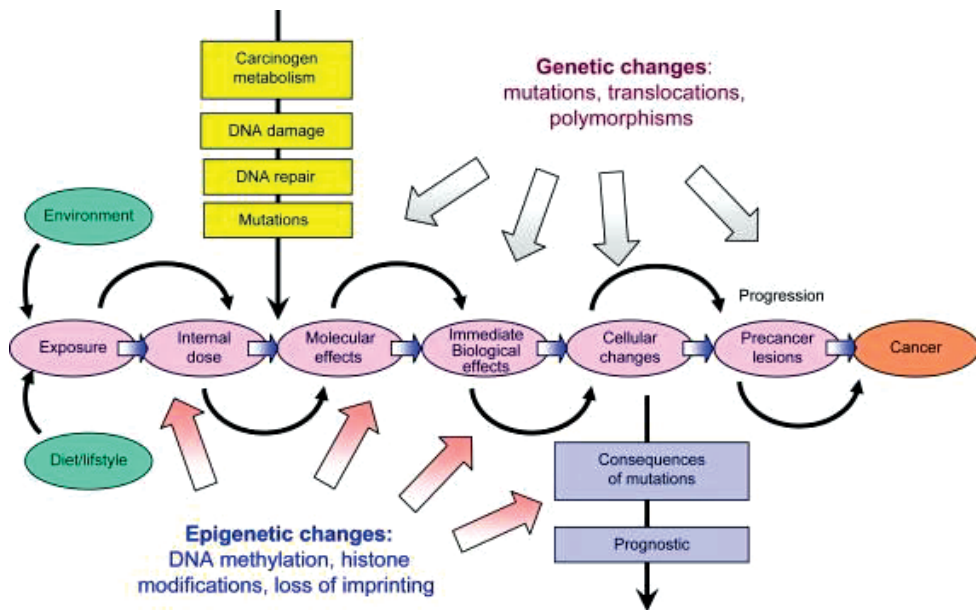 Carcinogen
metabolism
DNA damage
DNA repair
Mutations
Genetic changes:
mutations, translocations,
polymorphisms
Environment
Progression
Exposure
Internal
dose
Molecular
effects
Immediate
Biological
effects
Cellular
changes
Precancer
lesions
Cancer
Diet/lifstyle
Consequences
of mutations
Prognostic
Epigenetic changes:
DNA methylation, histone
modifications, loss of imprinting